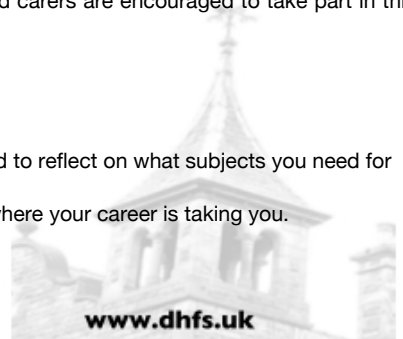 d carers are encouraged to take part in th
d to reflect on what subjects you need for
here your career is taking you.
www.dhfs.uk